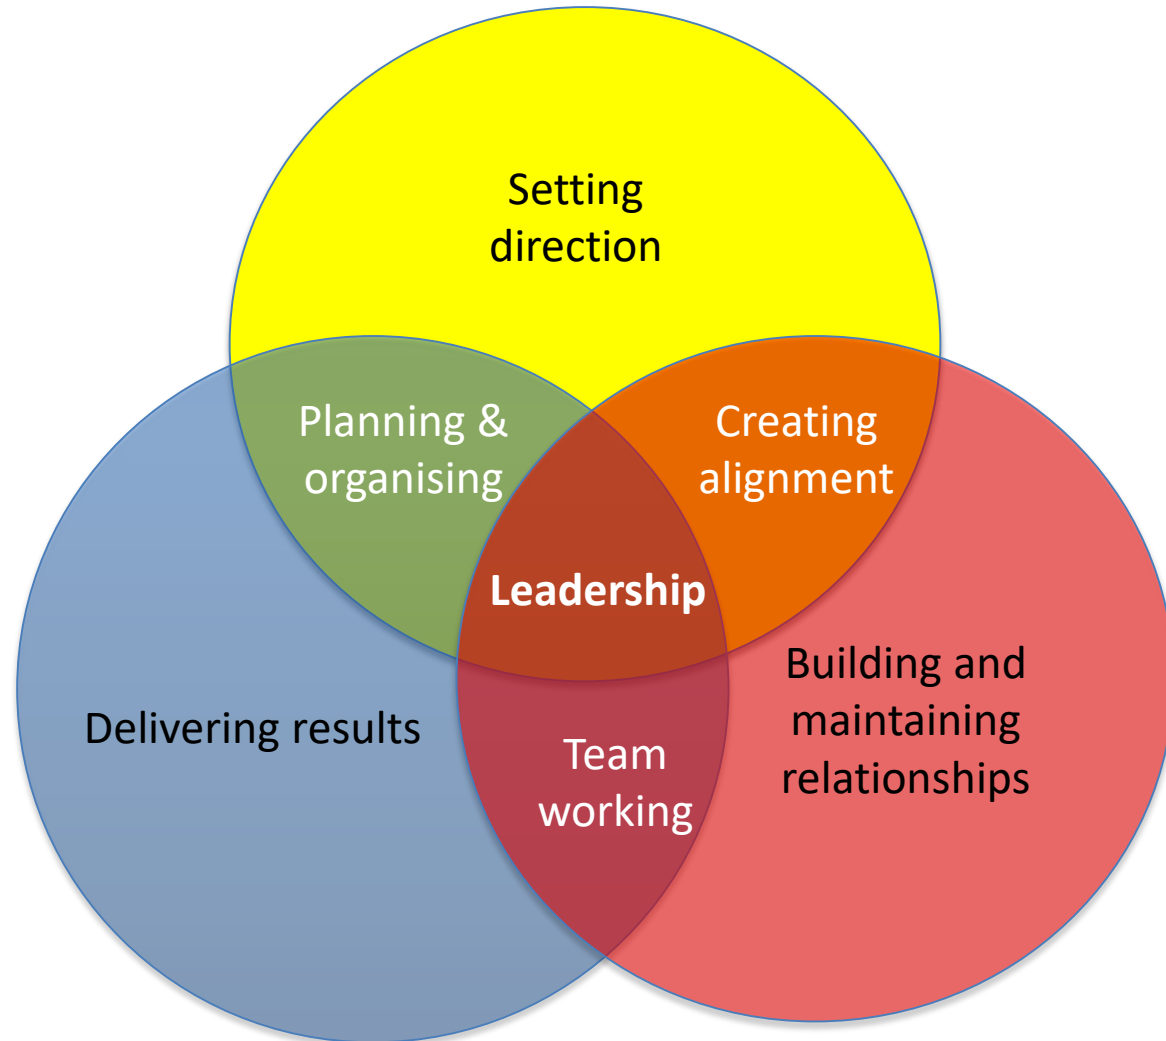 Setting
direction
Planning &
organising
Creating
alignment
Leadership
Delivering results
Building and
maintaining
relationships
Team
working